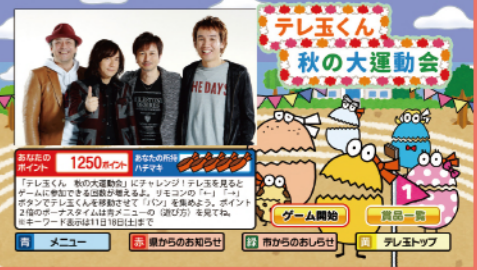 テレ玉くん
秋の大運動会
あなたの
ポイント
1250ポイント
あなたの所持
ハチマキ
「テレ玉くん 秋の大運動会」にチャレンジ!テレ玉を見ると
ゲームに参加できる回数が増えるよ。リモコンの「←」「→」
ボタンでテレ玉くんを移動させて「パン」を集めよう。ポイント
2倍のボーナスタイムは青メニューの(遊び方)を見てね。
※キーワード表示は11月18日(土)まで
1
ゲーム開始
賞品一覧
青 メニュー
赤 県からのお知らせ
緑 市からのおしらせ
黄 テレ玉トップ